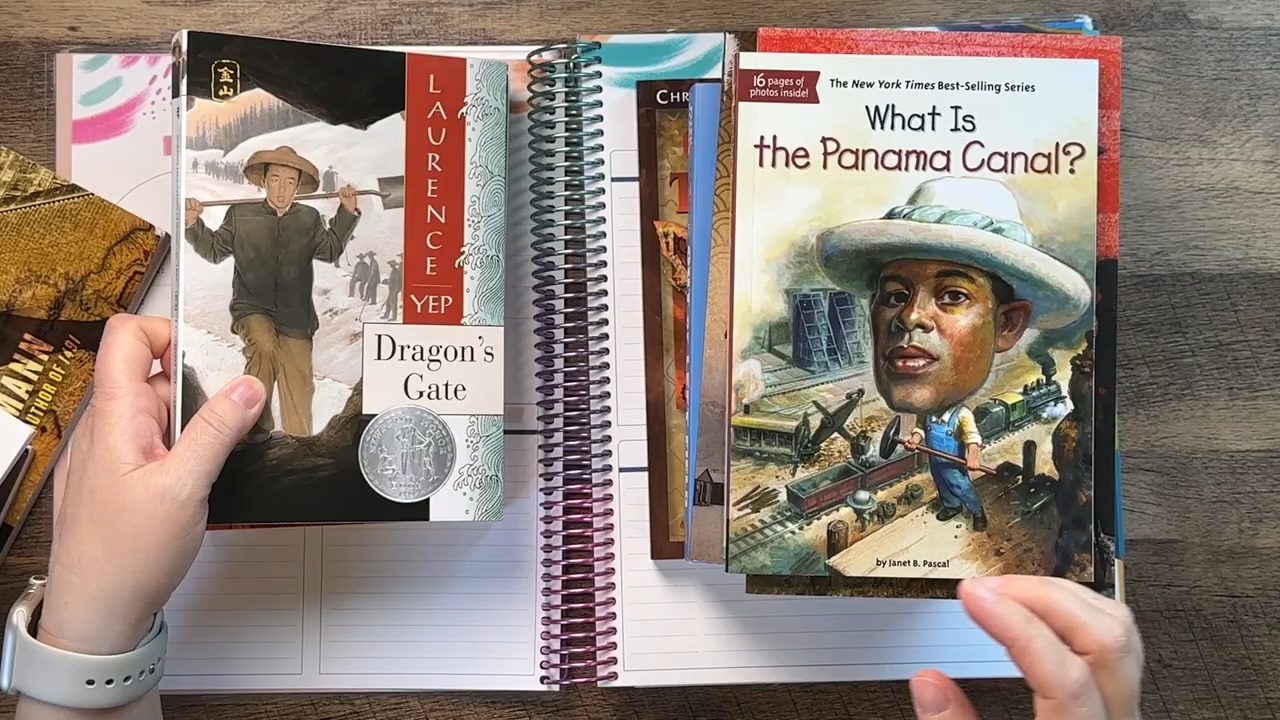 金山
LAURENCE
YEP
Dragon's
Gate
MANN
AUTHOR OF 1491
CHR
T
16 pages of
photos inside!
The New York Times Best-Selling Series
What Is
the Panama Canal?
by Janet B. Pascal